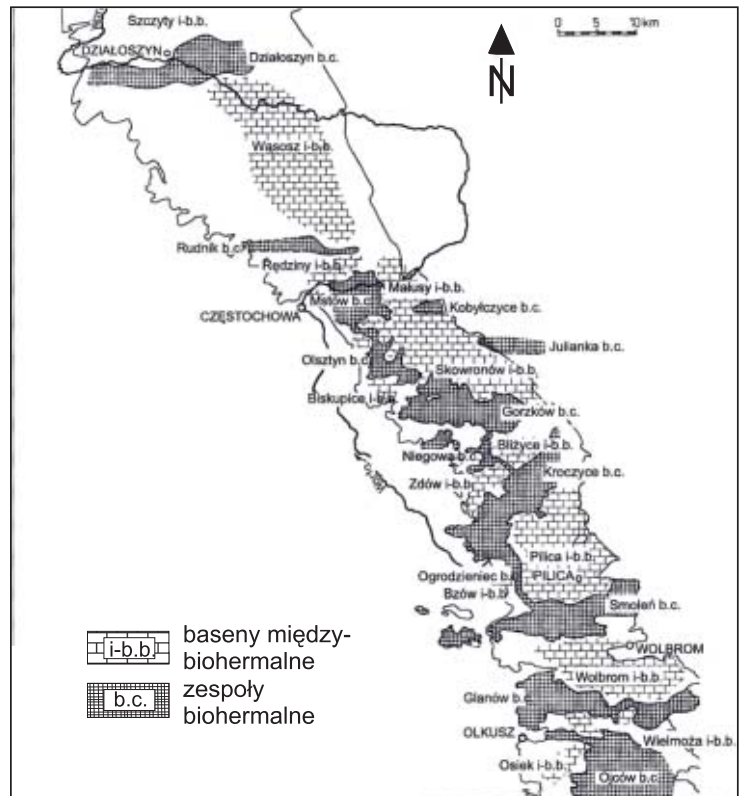 Szczyty i-b.b.
0 5 10 km
DZIAŁOSZYN
Działoszyn b.c.
N
Wąsosz i-b.b.
Rudnik b.c.
Rędziny i-b.b.
Małusy i-b.b.
Mstów b.c.
Kobyłczyce b.c.
CZĘSTOCHOWA
Julianka b.c.
Olsztyn b.c.
Skowronów i-b.b.
Biskupice i-b.b.
Gorzków b.c.
Bliżyce i-b.b.
Niegowa b.c.
Kroczyce b.c.
Zdów i-b.b.
Pilica i-b.b.
Ogrodzieniec b.c.
PILICA
Bzów i-b.b.
Smoleń b.c.
i-b.b.
baseny między-
biohermalne
WOLBROM
Wolbrom i-b.b.
b.c.
zespoły
biohermalne
Glanów b.c.
OLKUSZ
Wielmoża i-b.b.
Osiek i-b.b.
Ojców b.c.